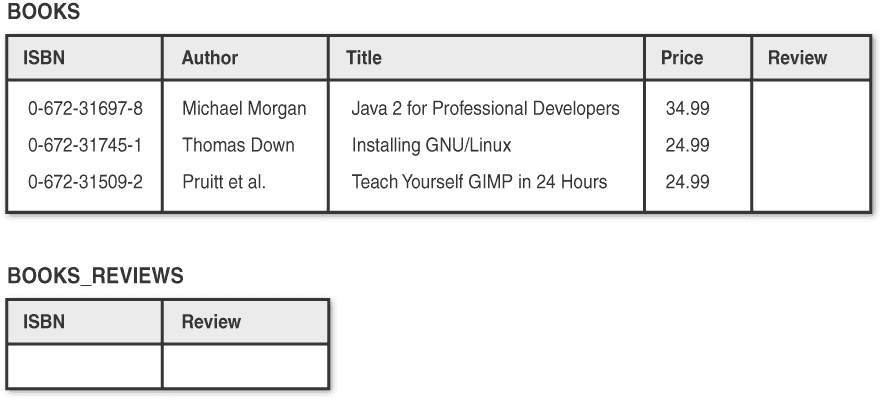 BOOKS
ISBN Author Title Price Review
0-672-31697-8 Michael Morgan Java 2 for Professional Developers 34.99
0-672-31745-1 Thomas Down Installing GNU/Linux 24.99
0-672-31509-2 Pruitt et al. Teach Yourself GIMP in 24 Hours 24.99
BOOKS_REVIEWS
ISBN Review